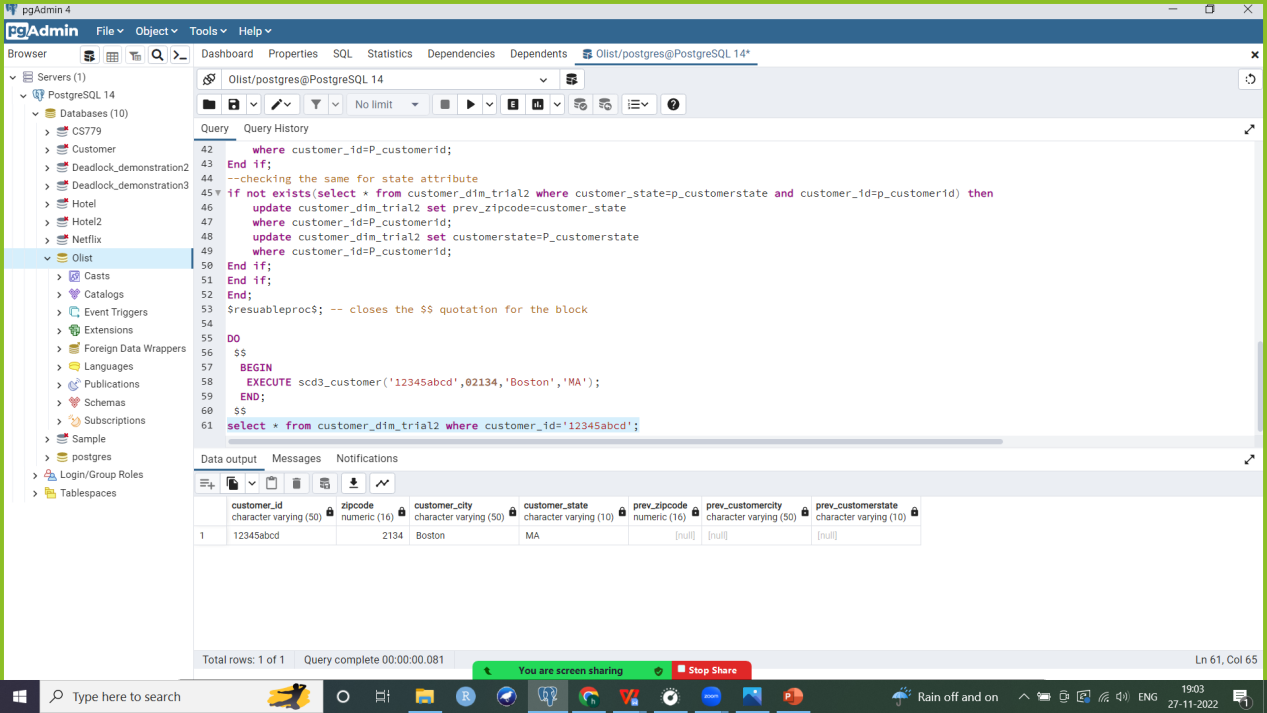 pgAdmin 4
pgAdmin File Object Tools Help
Browser Dashboard Properties SQL Statistics Dependencies Dependents Olist/postgres@PostgreSQL 14*
Servers (1)
PostgreSQL 14
Databases (10)
CS779
Customer
Deadlock_demonstration2
Deadlock_demonstration3
Hotel
Hotel2
Netflix
Olist
Casts
Catalogs
Event Triggers
Extensions
Foreign Data Wrappers
Languages
Publications
Schemas
Subscriptions
Sample
postgres
Login/Group Roles
Tablespaces
Olist/postgres@PostgreSQL 14
No limit
Query Query History
42 where customer_id=P_customerid;
43 End if;
44 --checking the same for state attribute
45 if not exists(select * from customer_dim_trial2 where customer_state=p_customerstate and customer_id=p_customerid) then
46 update customer_dim_trial2 set prev_zipcode=customer_state
47 where customer_id=P_customerid;
48 update customer_dim_trial2 set customerstate=P_customerstate
49 where customer_id=P_customerid;
50 End if;
51 End if;
52 End;
53 $resuableproc$; -- closes the $$ quotation for the block
54
55 DO
56 $$
57 BEGIN
58 EXECUTE scd3_customer('12345abcd',02134,'Boston','MA');
59 END;
60 $$
61 select * from customer_dim_trial2 where customer_id='12345abcd';
Data output Messages Notifications
customer_id zipcode customer_city customer_state prev_zipcode prev_customercity prev_customerstate
character varying (50) numeric (16) character varying (50) character varying (10) numeric (16) character varying (50) character varying (10)
1 12345abcd 2134 Boston MA [null] [null] [null]
Total rows: 1 of 1 Query complete 00:00:00.081 Ln 61, Col 65
You are screen sharing Stop Share
Type here to search Rain off and on ENG 19:03
27-11-2022
1